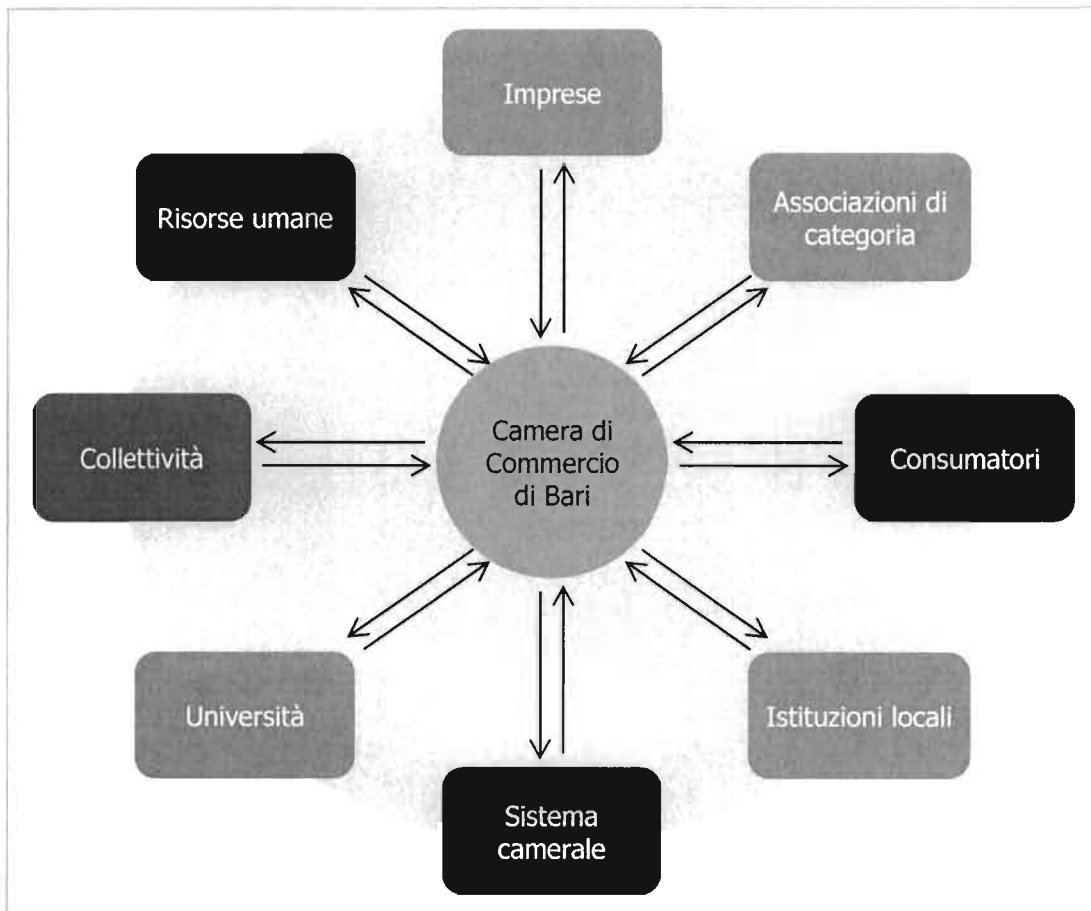 Imprese
Associazioni di
categoria
Risorse umane
Camera di
Commercio
di Bari
Consumatori
Collettività
Università
Istituzioni locali
Sistema
camerale